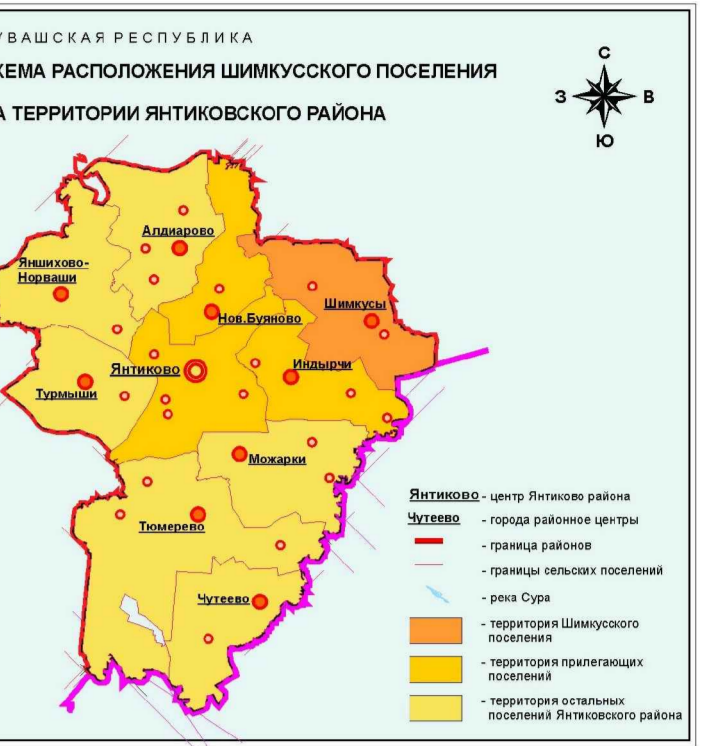 УВАШСКАЯ РЕСПУБЛИКА
ХЕМА РАСПОЛОЖЕНИЯ ШИМКУССКОГО ПОСЕЛЕНИЯ
А ТЕРРИТОРИИ ЯНТИКОВСКОГО РАЙОНА
С
З
В
Ю
Алдиарово
Яншихово-
Норваши
Шимкусы
Нов.Буяново
Янтиково
Индырчи
Турмыши
Можарки
Тюмерево
Чутеево
Янтиково - центр Янтиково района
Чутеево - города районное центры
- граница районов
- границы сельских поселений
- река Сура
- территория Шимкусского
поселения
- территория прилегающих
поселений
- территория остальных
поселений Янтиковского района